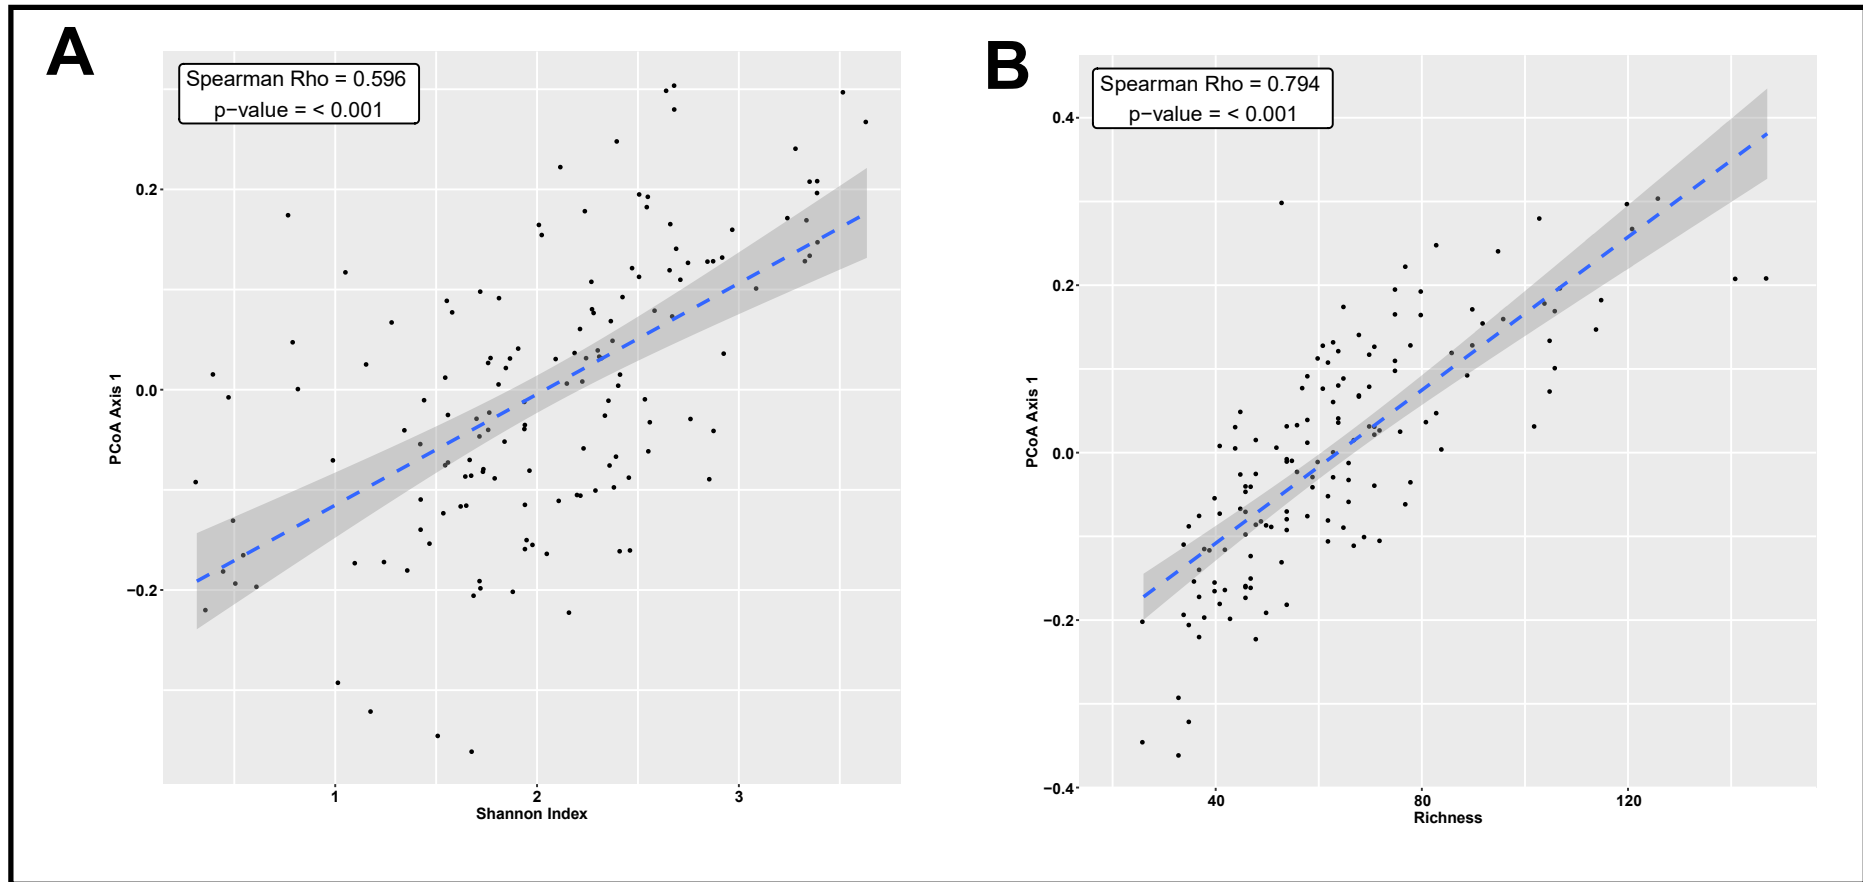 A
Spearman Rho = 0.596
p−value = < 0.001
0.2
0.0
−0.2
PCoA Axis 1
1
2
3
Shannon Index
B
Spearman Rho = 0.794
p−value = < 0.001
0.4
0.2
0.0
−0.2
−0.4
PCoA Axis 1
40
80
120
Richness